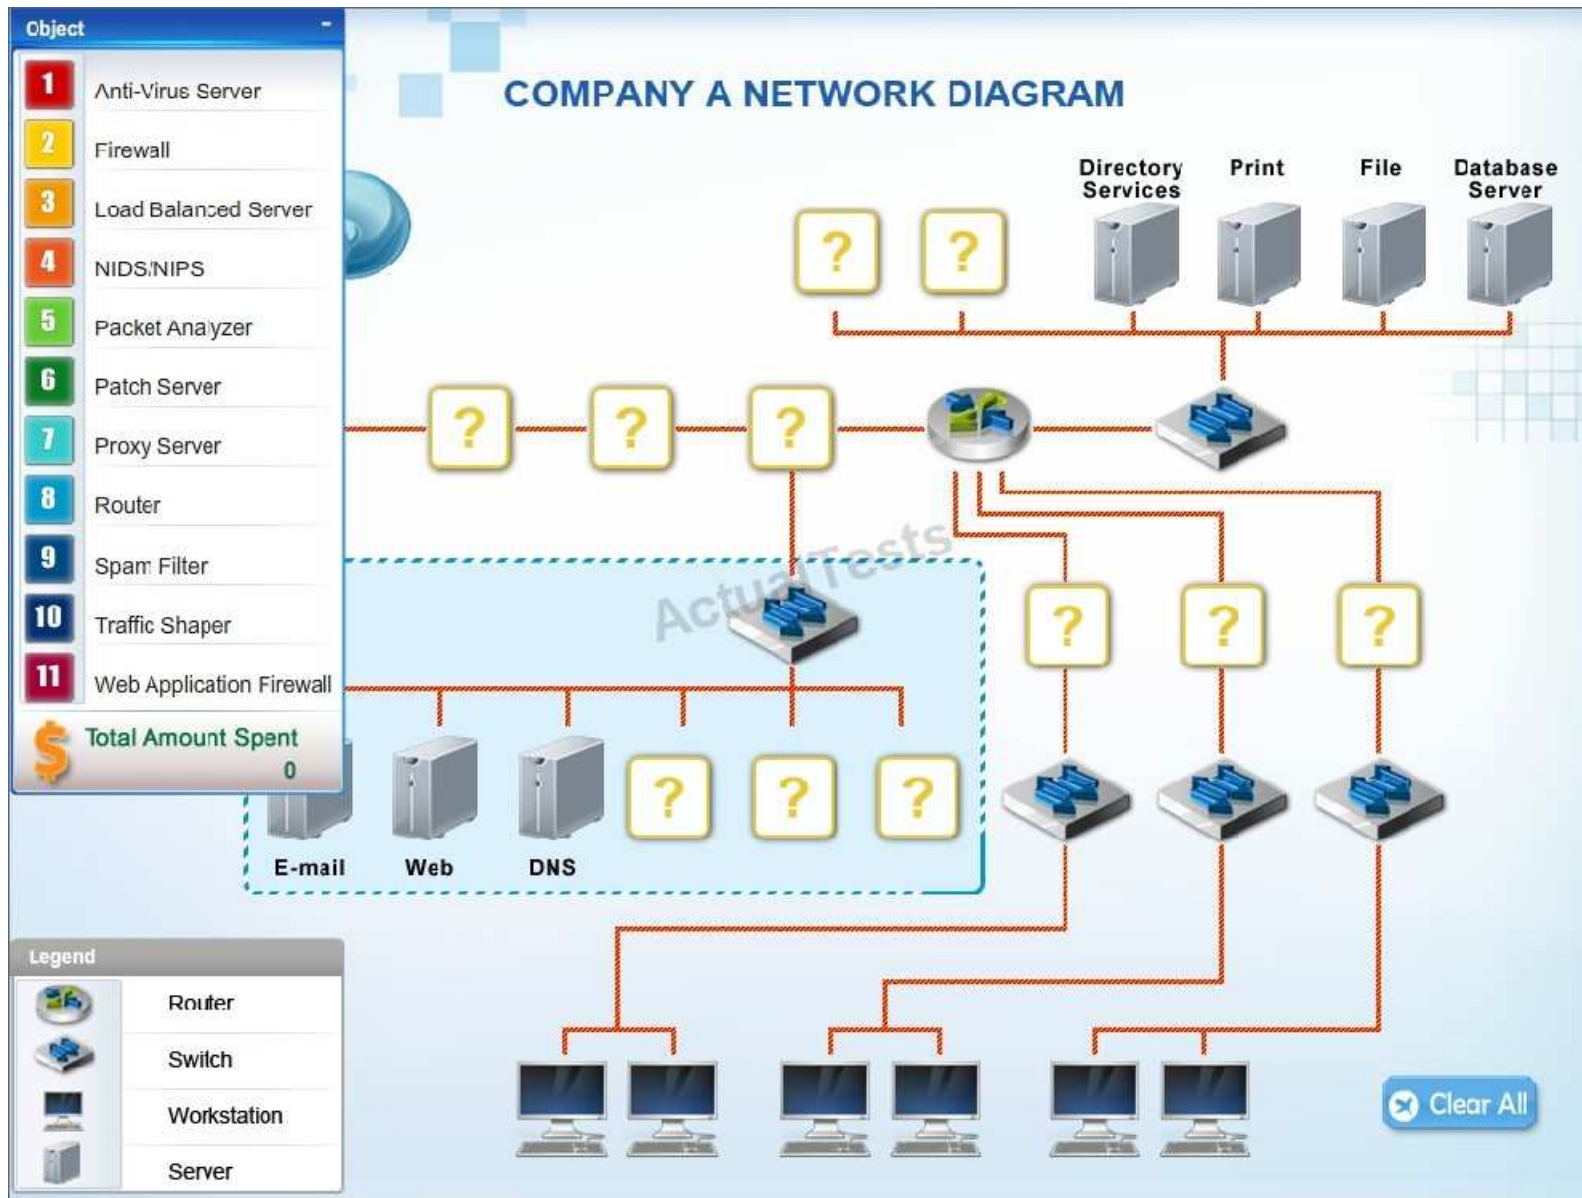 Object
-
1 Anti-Virus Server
2 Firewall
3 Load Balanced Server
4 NIDS/NIPS
5 Packet Analyzer
6 Patch Server
7 Proxy Server
8 Router
9 Spam Filter
10 Traffic Shaper
11 Web Application Firewall
$ Total Amount Spent
0
COMPANY A NETWORK DIAGRAM
Directory
Services
Print
File
Database
Server
? ?
? ? ?
ActualTests
? ? ?
? ? ?
E-mail Web DNS
Legend
Router
Switch
Workstation
Server
Clear All